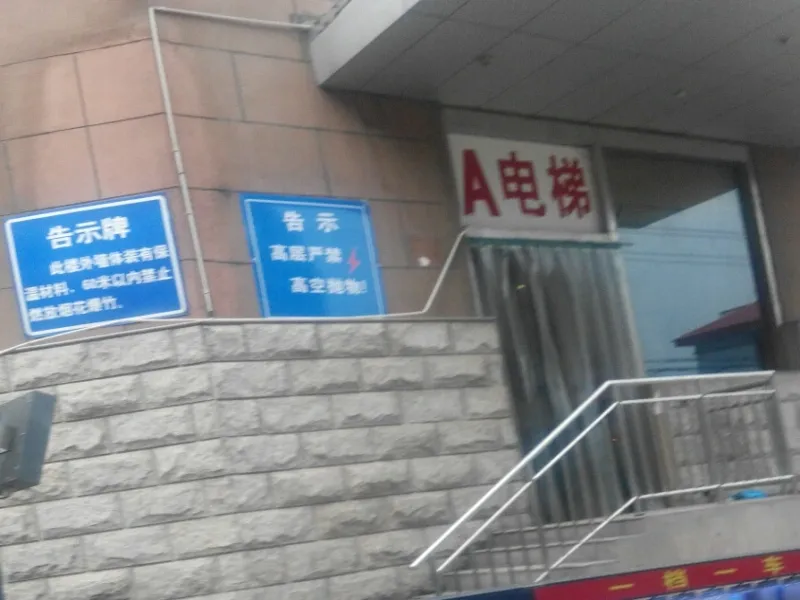 告示牌
此楼外墙体装有保
温材料、60米以内禁止
燃放烟花爆竹.
告示
高层严禁
高空抛物!
A电梯
一档一车